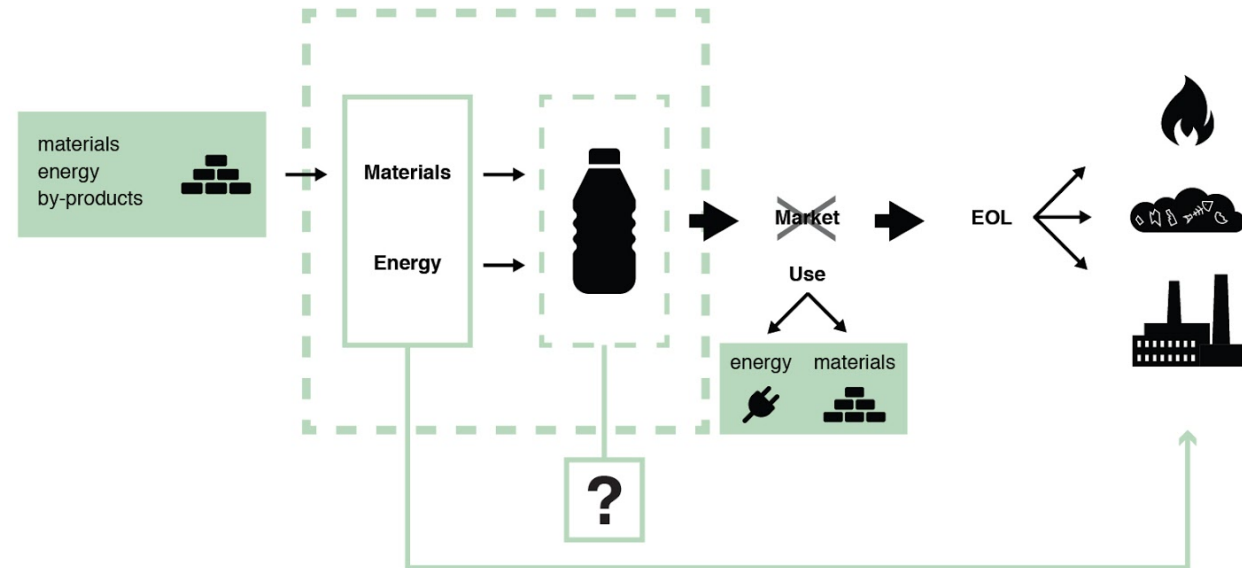 materials
energy
by-products
Materials
Energy
Market
Use
energy
materials
EOL
?